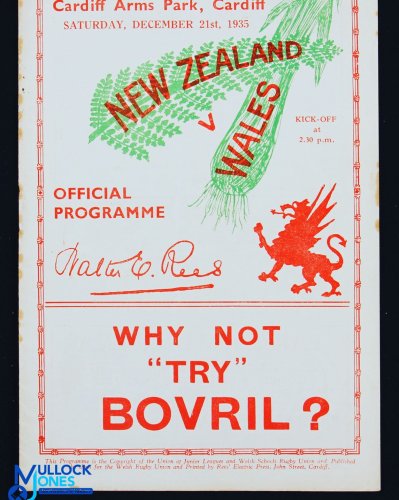 Cardiff Arms Park, Cardiff
SATURDAY, DECEMBER 21st, 1935
NEW ZEALAND
V
WALES
KICK-OFF
at
2.30 p.m.
OFFICIAL
PROGRAMME
Walter E. Rees
WHY NOT
"TRY"
BOVRIL ?
This Programme is the Copyright of the Union of Junior Leagues and Welsh Schools Rugby Union and Published
for the Welsh Rugby Union and Printed by Rees' Electric Press, John Street, Cardiff.
MULLOCK
JONES